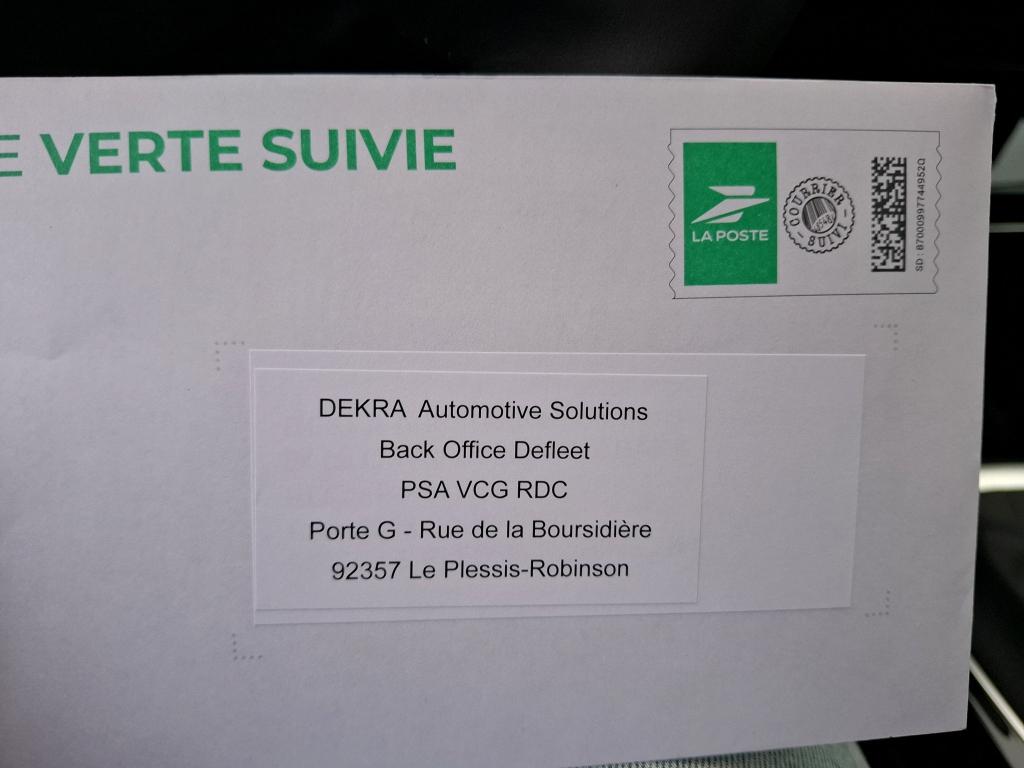 E VERTE SUIVIE
LA POSTE
COURRIER
SUIVI
SD : 87000997744952Q
DEKRA Automotive Solutions
Back Office Defleet
PSA VCG RDC
Porte G - Rue de la Boursidière
92357 Le Plessis-Robinson